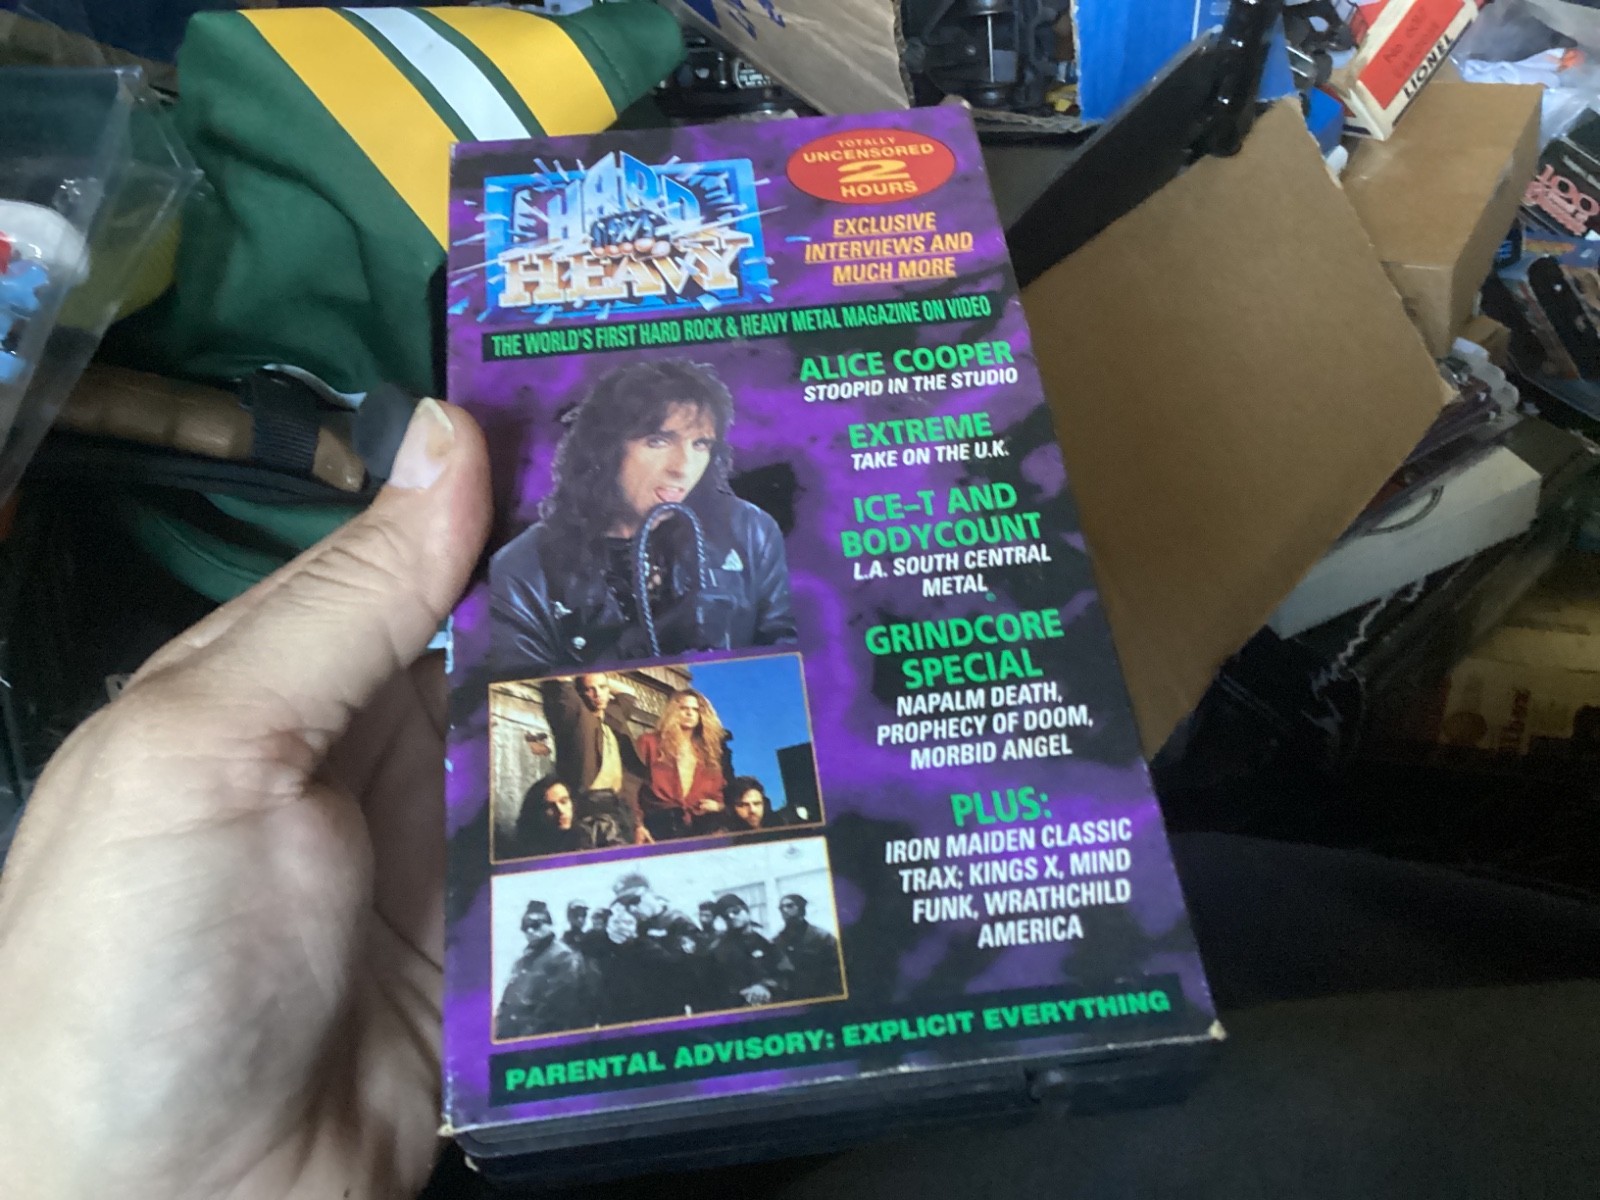 HARD
'N'
HEAVY
TOTALLY
UNCENSORED
2
HOURS
EXCLUSIVE
INTERVIEWS AND
MUCH MORE
THE WORLD'S FIRST HARD ROCK & HEAVY METAL MAGAZINE ON VIDEO
ALICE COOPER
STOOPID IN THE STUDIO
EXTREME
TAKE ON THE U.K.
ICE-T AND
BODYCOUNT
L.A. SOUTH CENTRAL
METAL
GRINDCORE
SPECIAL
NAPALM DEATH,
PROPHECY OF DOOM,
MORBID ANGEL
PLUS:
IRON MAIDEN CLASSIC
TRAX; KINGS X, MIND
FUNK, WRATHCHILD
AMERICA
PARENTAL ADVISORY: EXPLICIT EVERYTHING
LIONEL
100